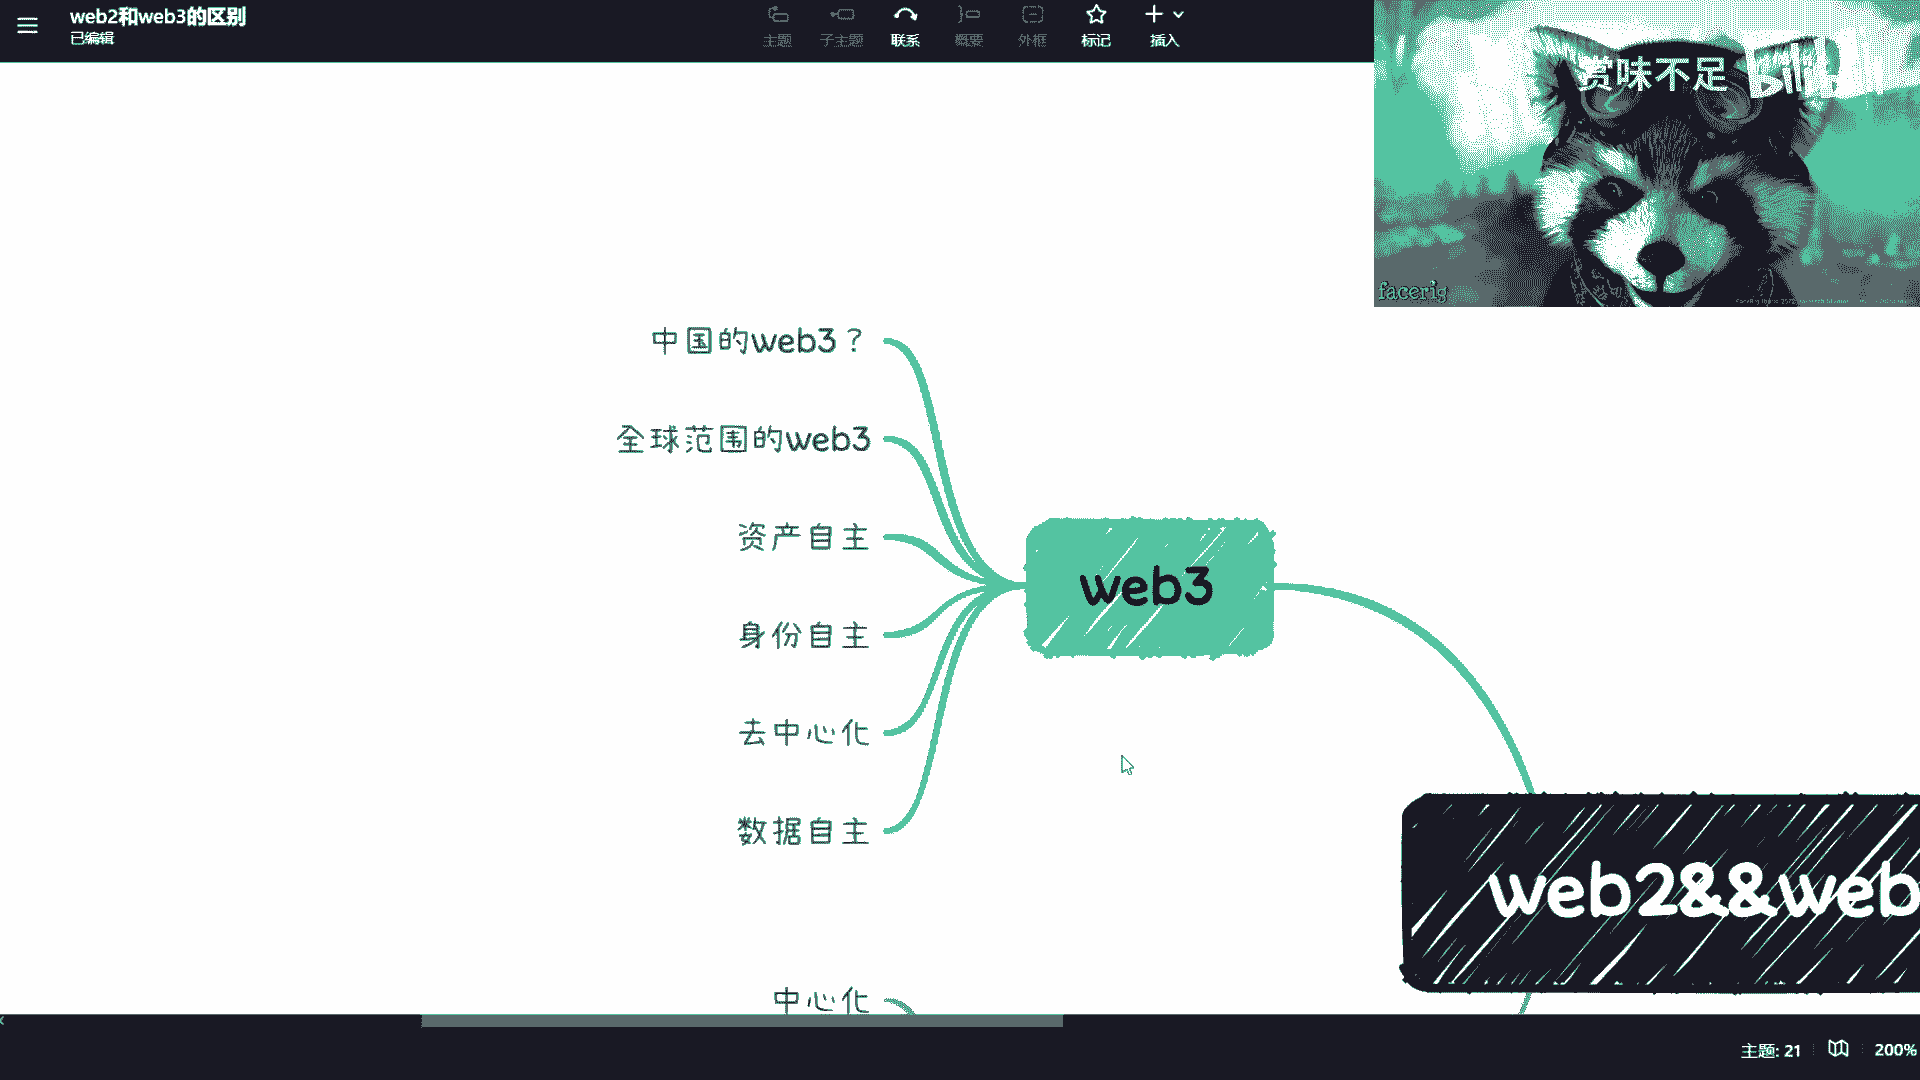 web2和web3的区别
已编辑
主题
子主题
联系
概要
外框
标记
插入
赏味不足 bilibili
facerig
中国的web3？
全球范围的web3
资产自主
身份自主
去中心化
数据自主
web3
web2&&web
中心化
主题: 21
200%